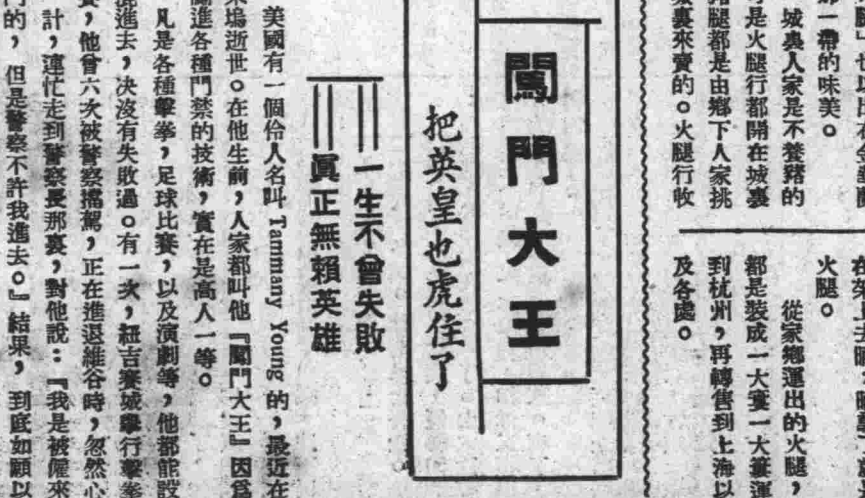 一帶的味美。
城裏人家是不養豬的
是火腿行都開在城裏
腿都是由鄉下人家挑
裏來賣的。火腿行收
火腿。
從家鄉運出的火腿,
都是裝成一大簍一大簍運
到杭州,再轉售到上海以
及各處。
闖門大王
把英皇也虎住了
一生不曾失敗
眞正無賴英雄
美國有一個伶人名叫 Tammany Young 的,最近在
塢逝世。在他生前,人家都叫他『闖門大王』因爲
進各種門禁的技術,實在是高人一等。
凡是各種擊拳,足球比賽,以及演劇等,他都能設
進去,决沒有失敗過。有一次,紐吉賽城舉行擊拳
,他曾六次被警察攩駕,正在進退維谷時,忽然心
計,連忙走到警察長那裏,對他說:『我是被僱來
的,但是警察不許我進去。』結果,到底如願以